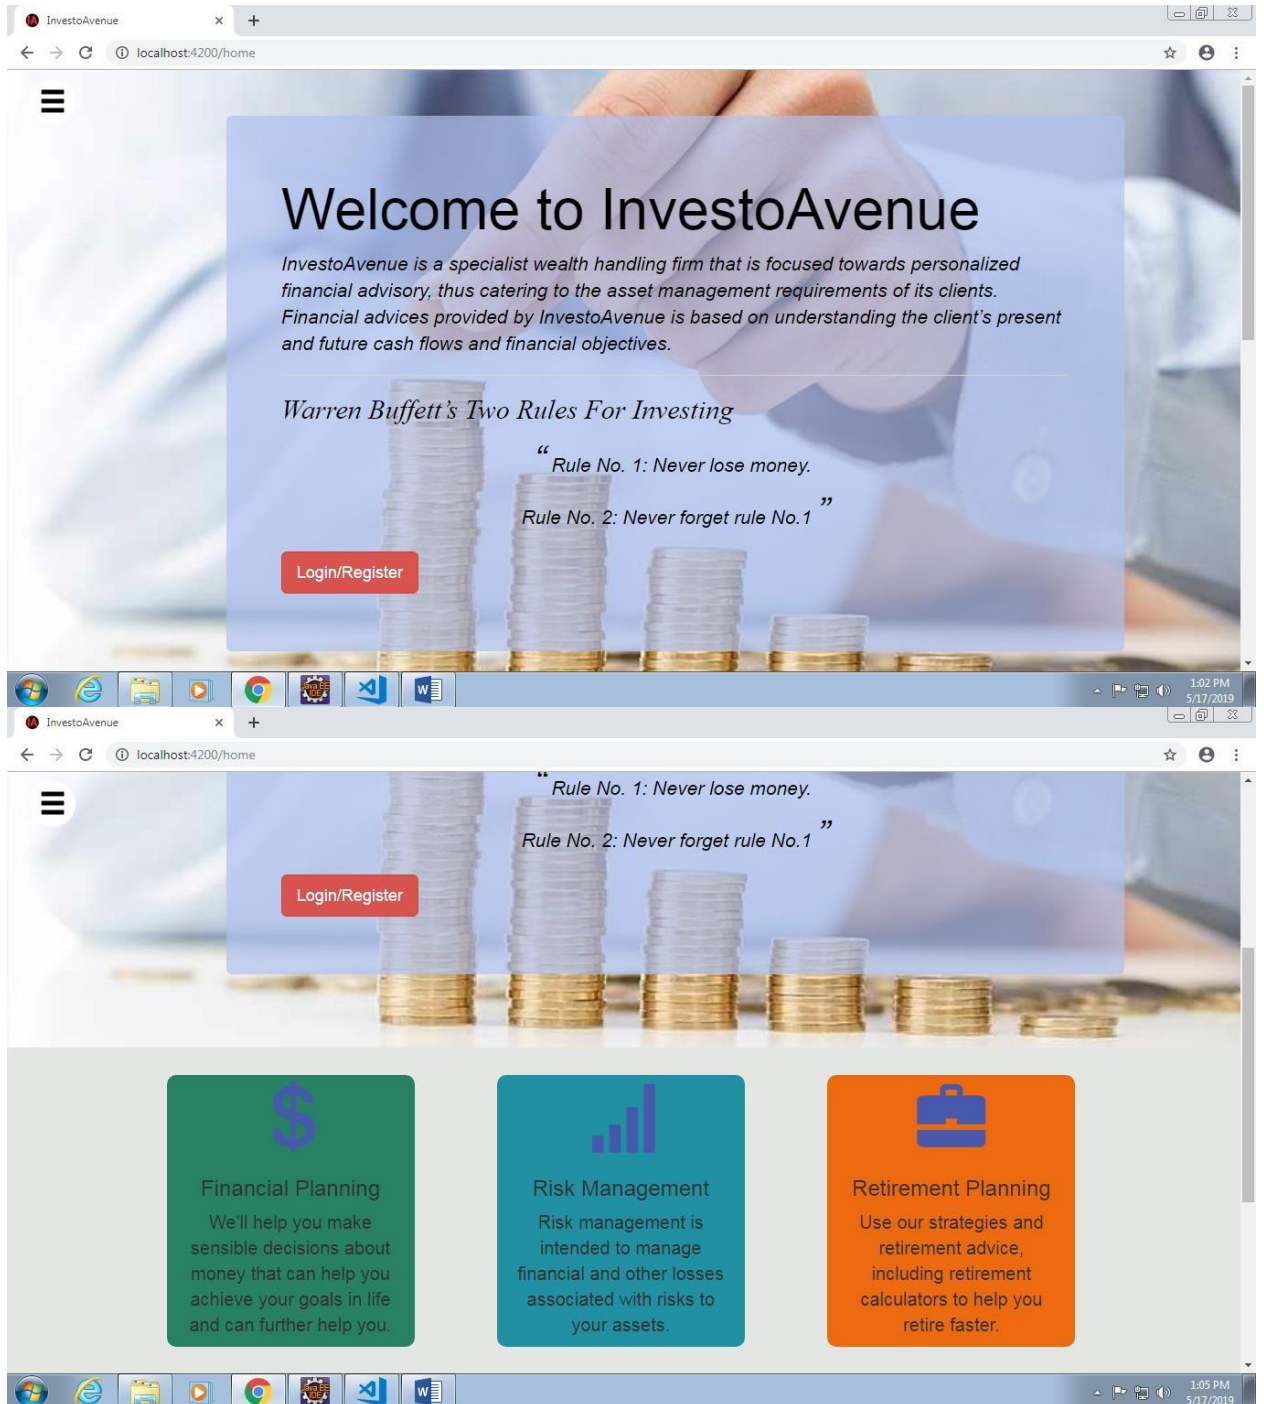 InvestoAvenue
localhost:4200/home
Welcome to InvestoAvenue
InvestoAvenue is a specialist wealth handling firm that is focused towards personalized
financial advisory, thus catering to the asset management requirements of its clients.
Financial advices provided by InvestoAvenue is based on understanding the client's present
and future cash flows and financial objectives.
Warren Buffett's Two Rules For Investing
“ Rule No. 1: Never lose money.
Rule No. 2: Never forget rule No.1 ”
Login/Register
1:02 PM
5/17/2019
InvestoAvenue
localhost:4200/home
“ Rule No. 1: Never lose money.
Rule No. 2: Never forget rule No.1 ”
Login/Register
Financial Planning
We'll help you make
sensible decisions about
money that can help you
achieve your goals in life
and can further help you.
Risk Management
Risk management is
intended to manage
financial and other losses
associated with risks to
your assets.
Retirement Planning
Use our strategies and
retirement advice,
including retirement
calculators to help you
retire faster.
1:05 PM
5/17/2019